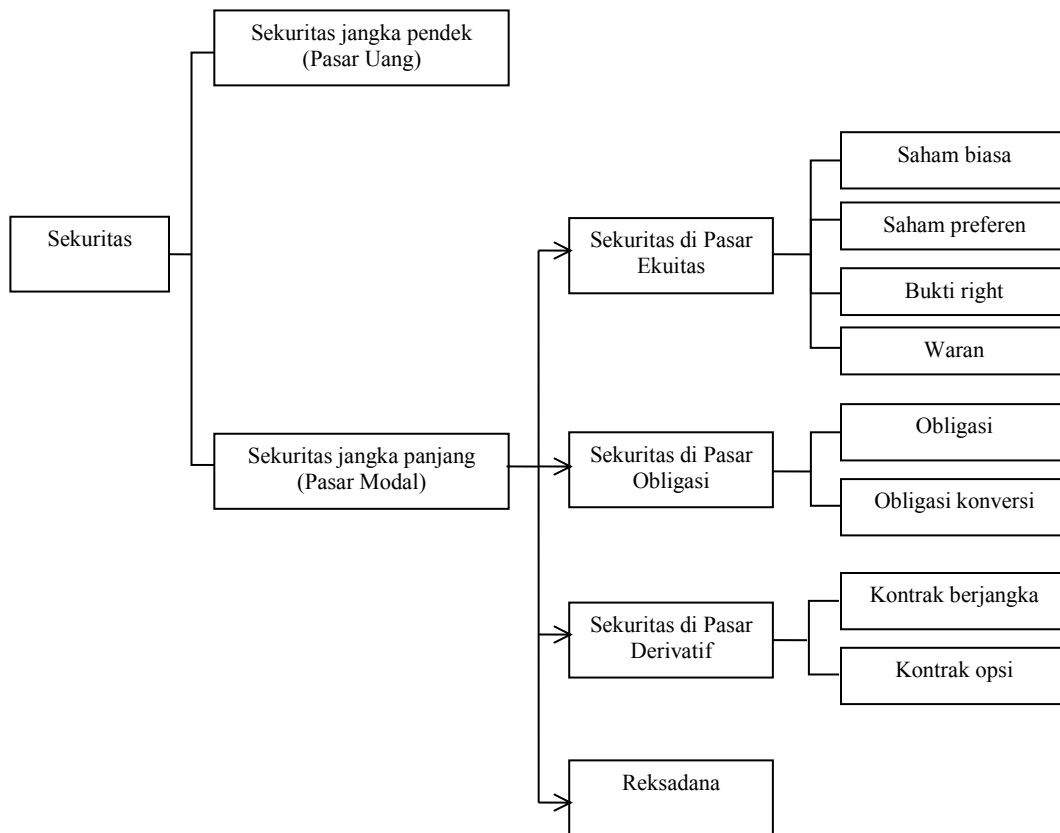 Sekuritas jangka pendek
(Pasar Uang)
Saham biasa
Sekuritas
Sekuritas di Pasar
Ekuitas
Saham preferen
Bukti right
Waran
Sekuritas jangka panjang
(Pasar Modal)
Sekuritas di Pasar
Obligasi
Obligasi
Obligasi konversi
Sekuritas di Pasar
Derivatif
Kontrak berjangka
Kontrak opsi
Reksadana